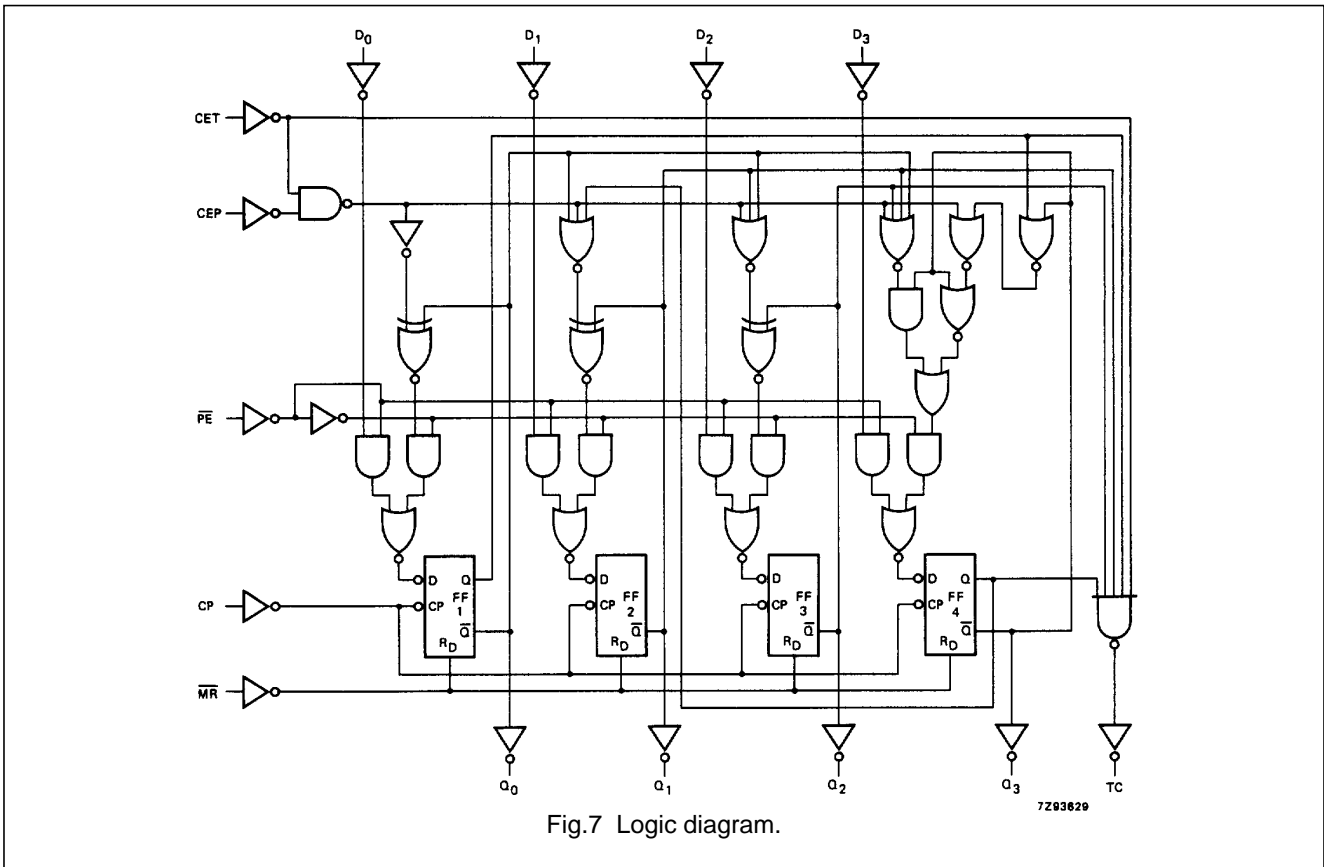 D0 D1 D2 D3
CET
CEP
PE
D Q D D D Q
FF FF FF FF
CP CP CP CP CP
1 2 3 4
Q Q Q Q
RD RD RD RD
MR
Q0 Q1 Q2 Q3 TC
7Z93629
Fig.7 Logic diagram.